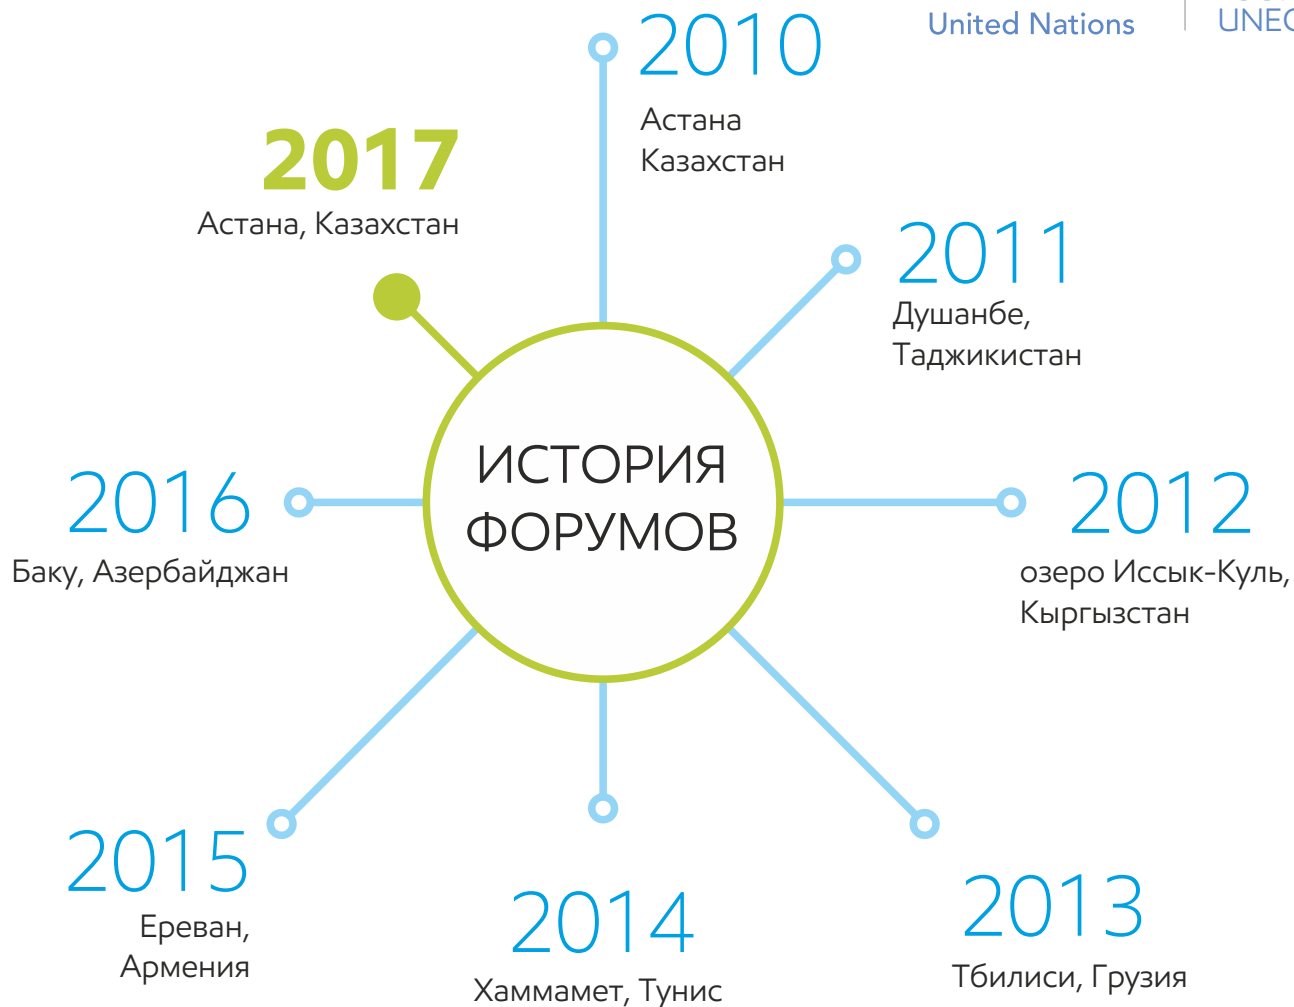 United Nations
2010
Астана
Казахстан
2017
Астана, Казахстан
2011
Душанбе,
Таджикистан
ИСТОРИЯ
ФОРУМОВ
2016
Баку, Азербайджан
2012
озеро Иссык-Куль,
Кыргызстан
2015
Ереван,
Армения
2014
Хаммамет, Тунис
2013
Тбилиси, Грузия